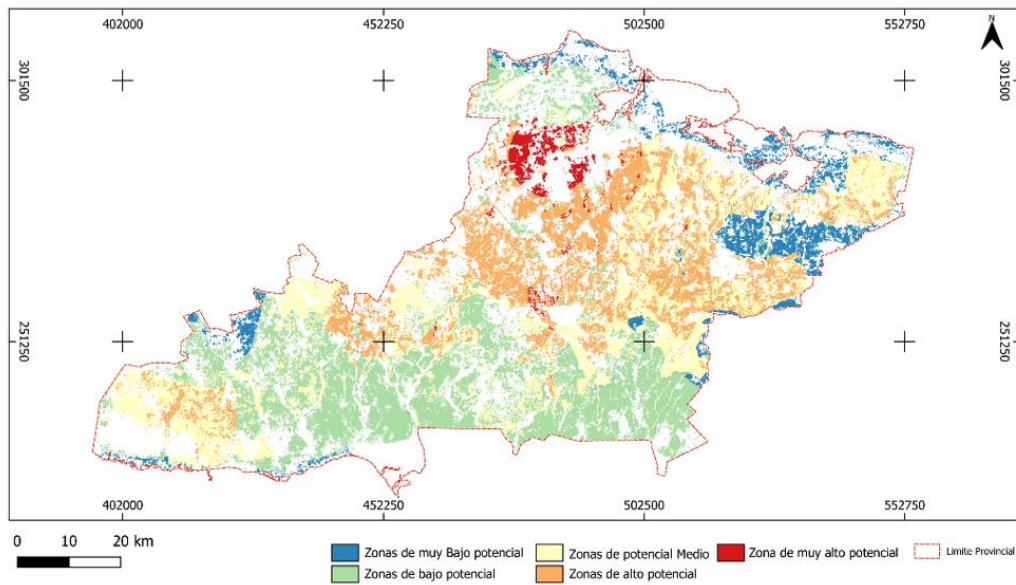 402000 452250 502500 552750
N
301500 301500
251250 251250
402000 452250 502500 552750
0 10 20 km
Zonas de muy Bajo potencial Zonas de potencial Medio Zona de muy alto potencial Limite Provincial
Zonas de bajo potencial Zonas de alto potencial